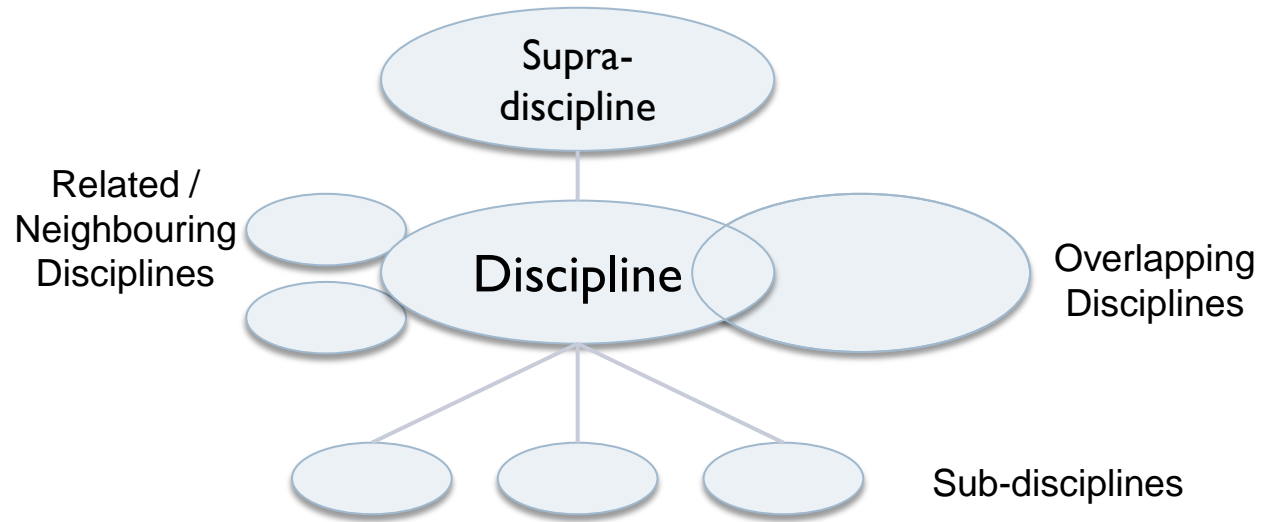 Supra-
discipline
Related /
Neighbouring
Disciplines
Discipline
Overlapping
Disciplines
Sub-disciplines